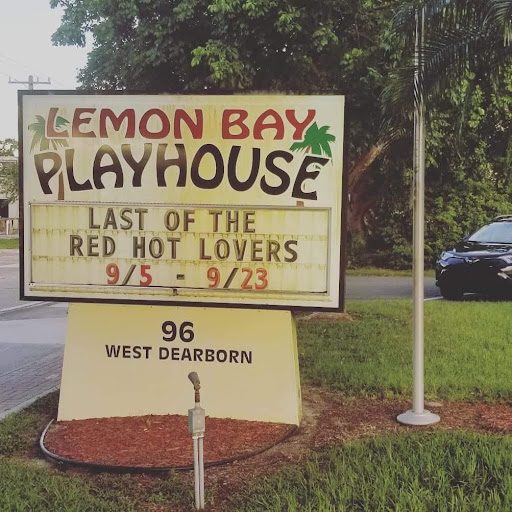 LEMON BAY
PLAYHOUSE
LAST OF THE
RED HOT LOVERS
9/5 - 9/23
96
WEST DEARBORN